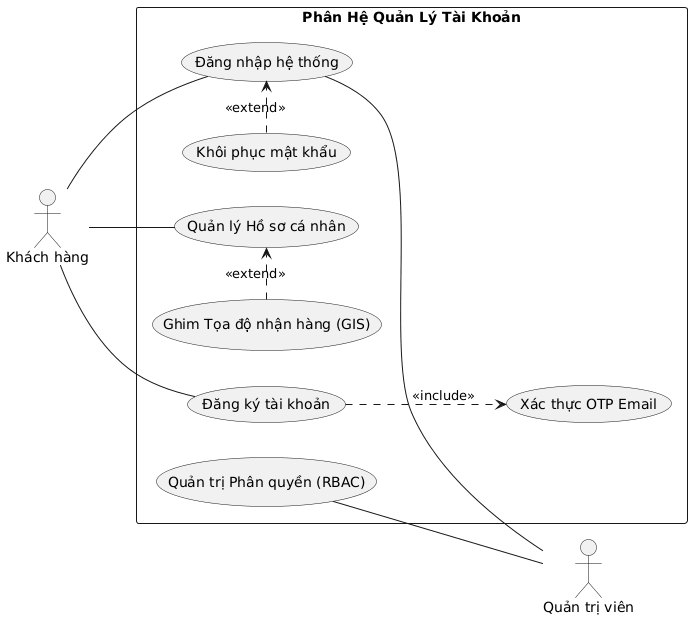 Phân Hệ Quản Lý Tài Khoản
Đăng nhập hệ thống
«extend»
Khôi phục mật khẩu
Khách hàng
Quản lý Hồ sơ cá nhân
«extend»
Ghim Tọa độ nhận hàng (GIS)
Đăng ký tài khoản
«include»
Xác thực OTP Email
Quản trị Phân quyền (RBAC)
Quản trị viên